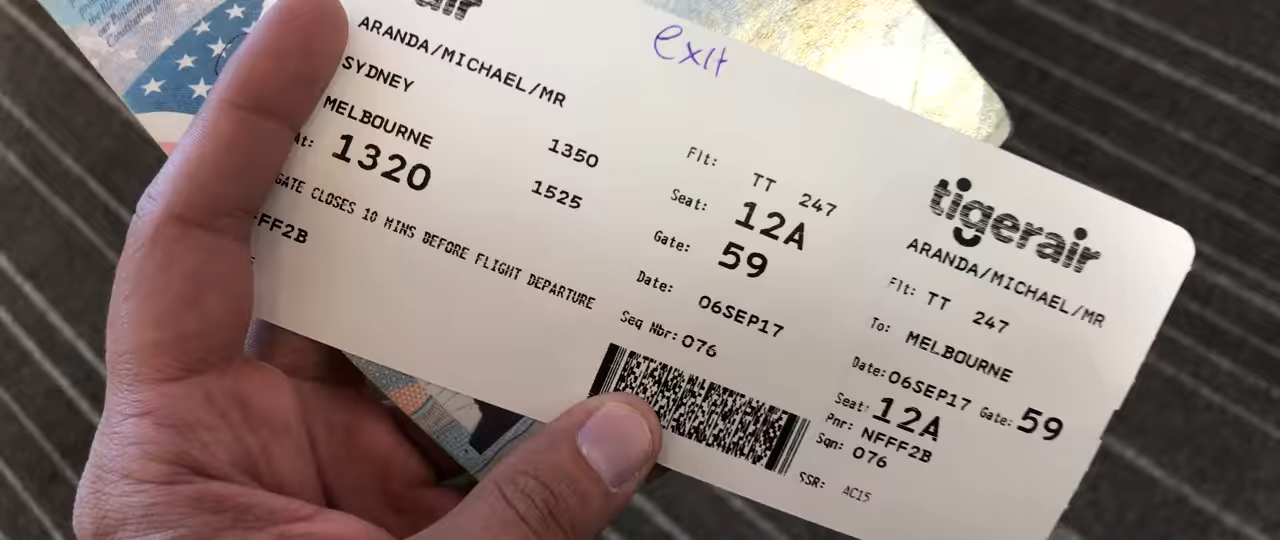 air
exit
ARANDA/MICHAEL/MR
SYDNEY
MELBOURNE
At: 1320
1350
1525
GATE CLOSES 10 MINS BEFORE FLIGHT DEPARTURE
FF2B
Flt: TT 247
Seat: 12A
Gate: 59
Date: 06SEP17
Seq Nbr: 076
tigerair
ARANDA/MICHAEL/MR
Flt: TT 247
To: MELBOURNE
Date: 06SEP17 Gate: 59
Seat: 12A
Pnr: NFFF2B
Sqn: 076
SSR: AC15